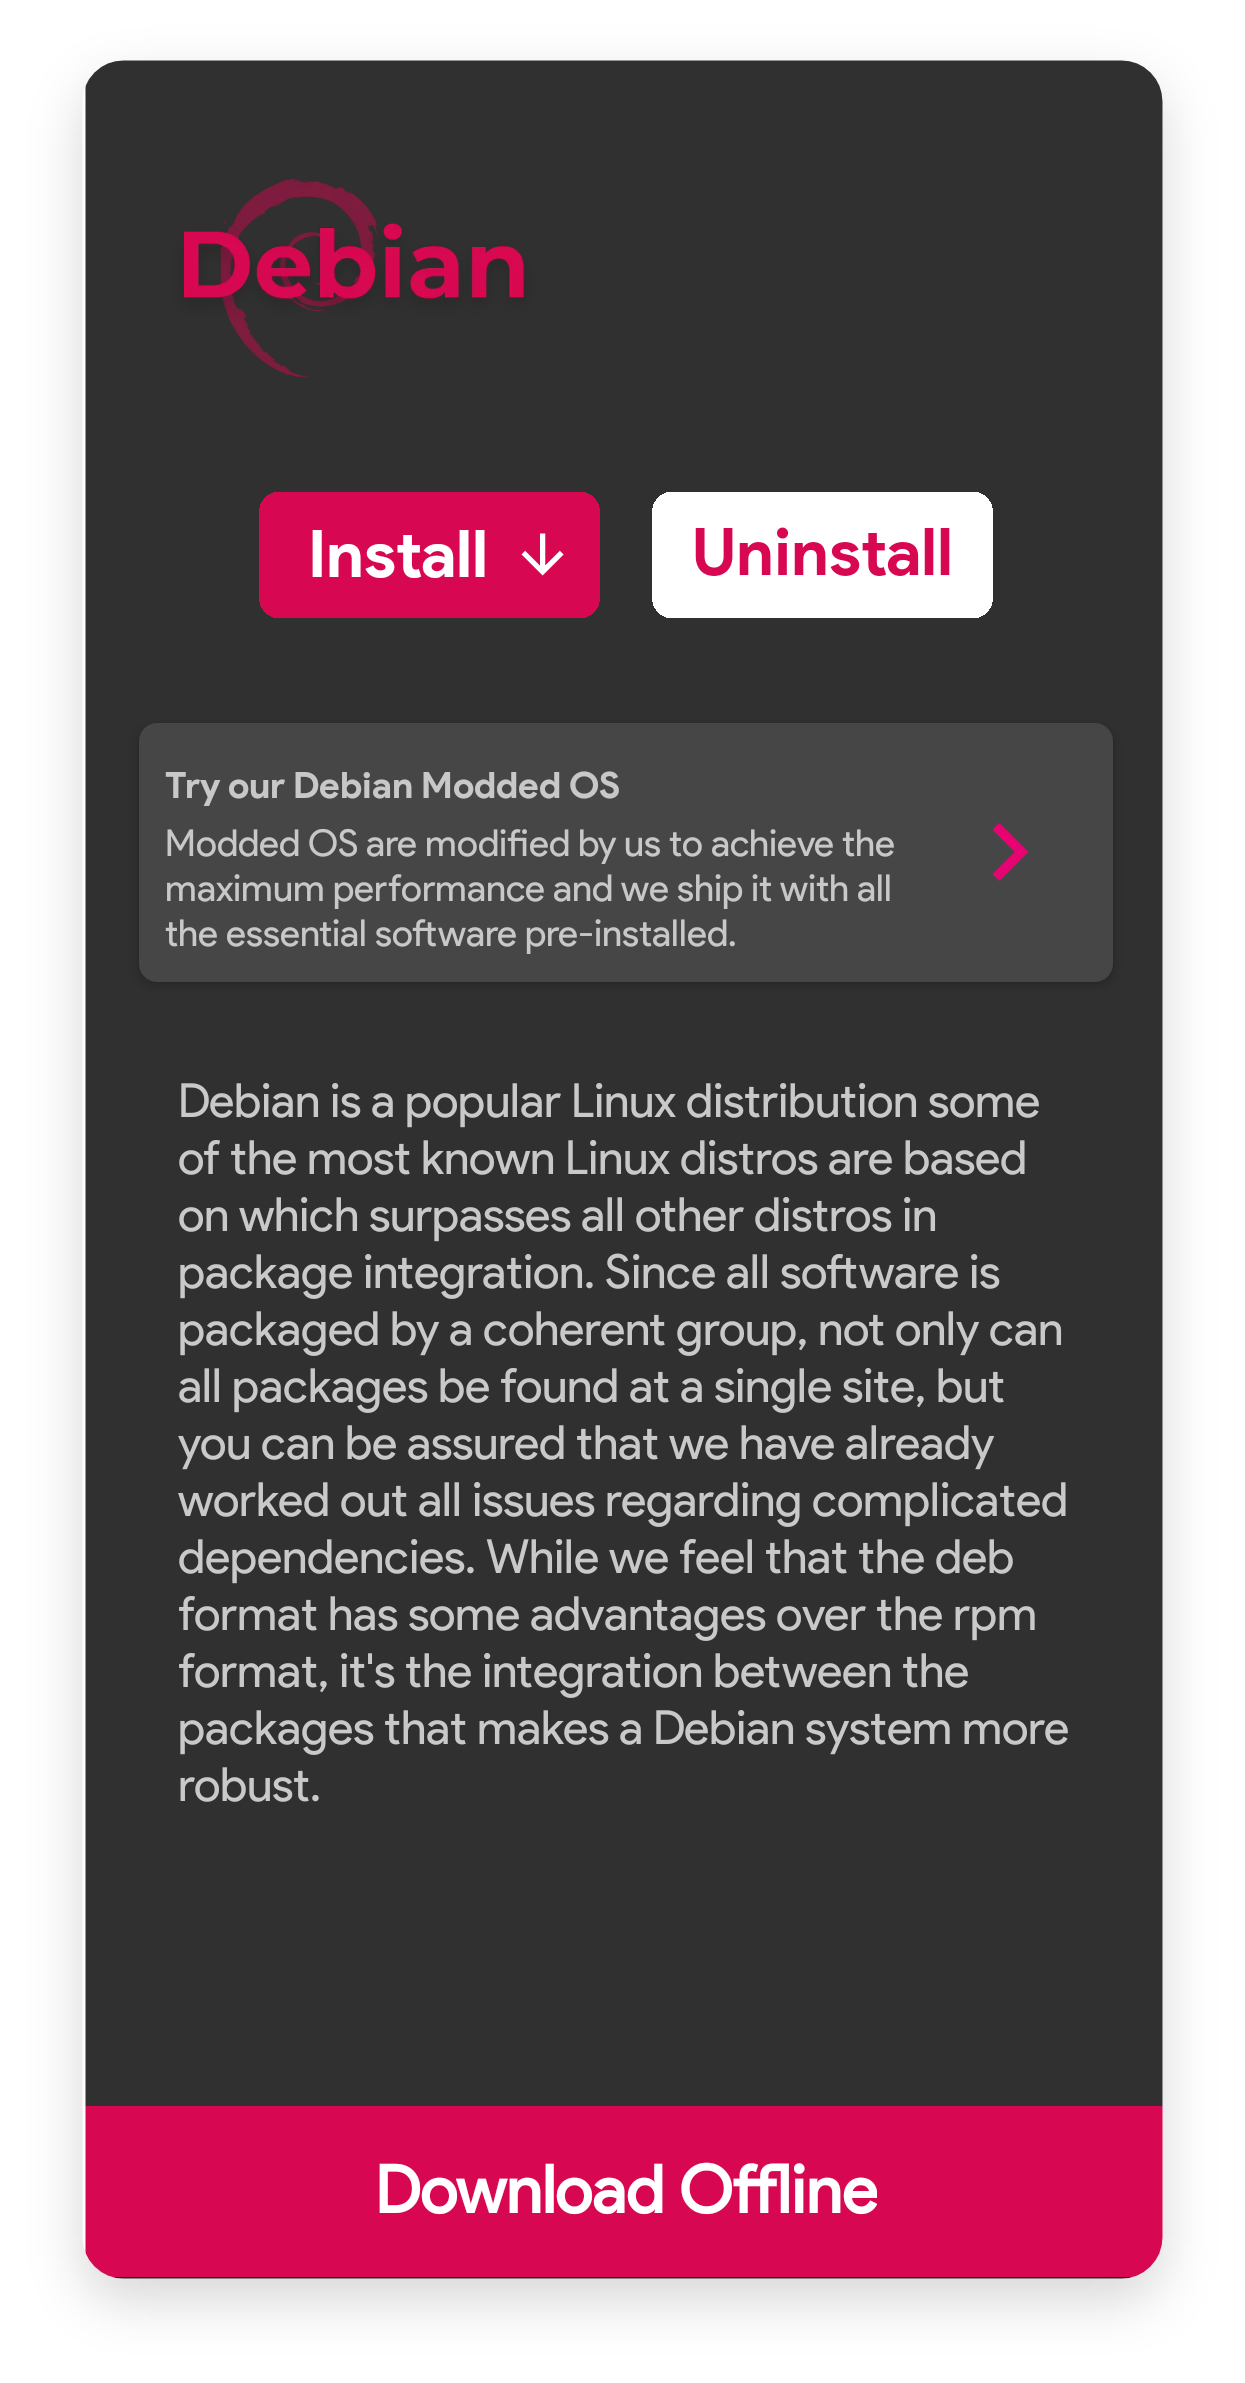 Debian
Install
Uninstall
Try our Debian Modded OS
Modded OS are modified by us to achieve the
maximum performance and we ship it with all
the essential software pre-installed.
Debian is a popular Linux distribution some
of the most known Linux distros are based
on which surpasses all other distros in
package integration. Since all software is
packaged by a coherent group, not only can
all packages be found at a single site, but
you can be assured that we have already
worked out all issues regarding complicated
dependencies. While we feel that the deb
format has some advantages over the rpm
format, it's the integration between the
packages that makes a Debian system more
robust.
Download Offline